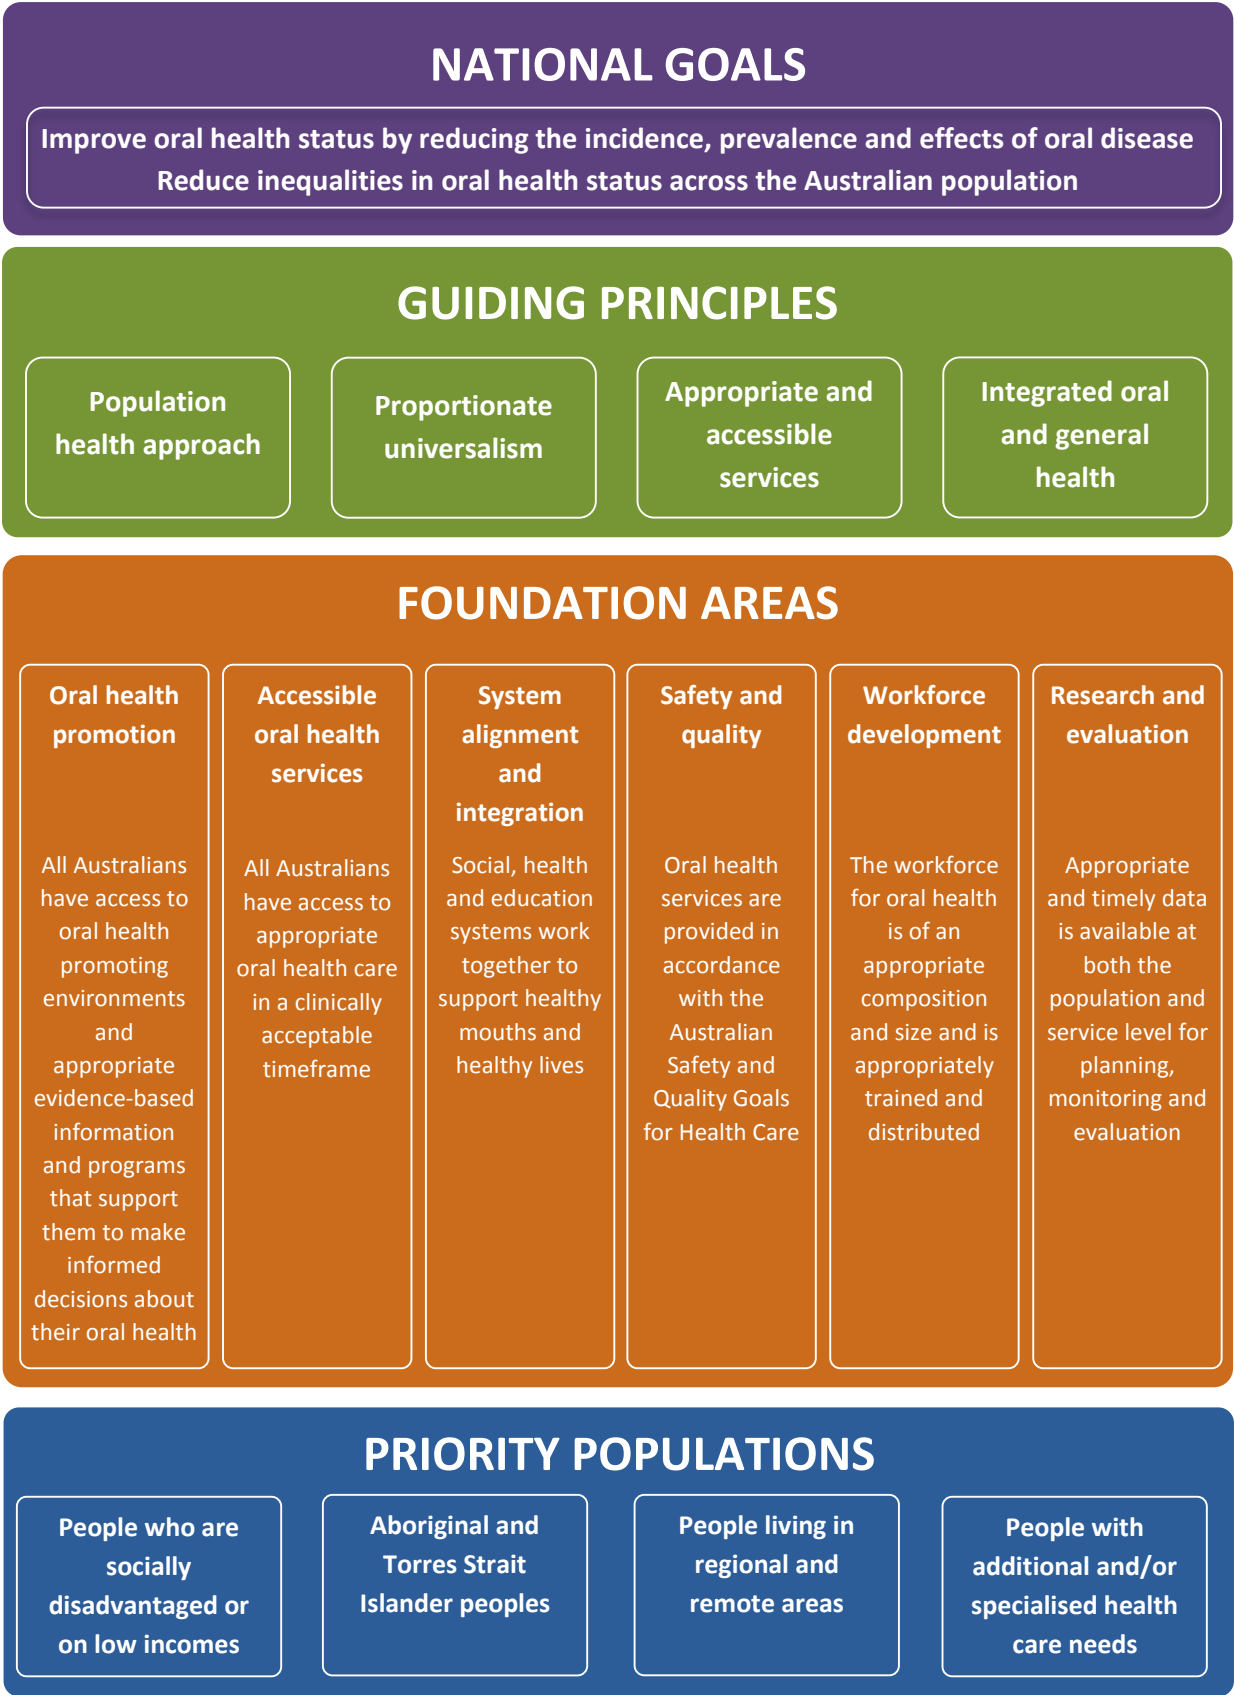 NATIONAL GOALS
Improve oral health status by reducing the incidence, prevalence and effects of oral disease
Reduce inequalities in oral health status across the Australian population
GUIDING PRINCIPLES
Population
health approach
Proportionate
universalism
Appropriate and
accessible
services
Integrated oral
and general
health
FOUNDATION AREAS
Oral health
promotion
All Australians
have access to
oral health
promoting
environments
and
appropriate
evidence-based
information
and programs
that support
them to make
informed
decisions about
their oral health
Accessible
oral health
services
All Australians
have access to
appropriate
oral health care
in a clinically
acceptable
timeframe
System
alignment
and
integration
Social, health
and education
systems work
together to
support healthy
mouths and
healthy lives
Safety and
quality
Oral health
services are
provided in
accordance
with the
Australian
Safety and
Quality Goals
for Health Care
Workforce
development
The workforce
for oral health
is of an
appropriate
composition
and size and is
appropriately
trained and
distributed
Research and
evaluation
Appropriate
and timely data
is available at
both the
population and
service level for
planning,
monitoring and
evaluation
PRIORITY POPULATIONS
People who are
socially
disadvantaged or
on low incomes
Aboriginal and
Torres Strait
Islander peoples
People living in
regional and
remote areas
People with
additional and/or
specialised health
care needs